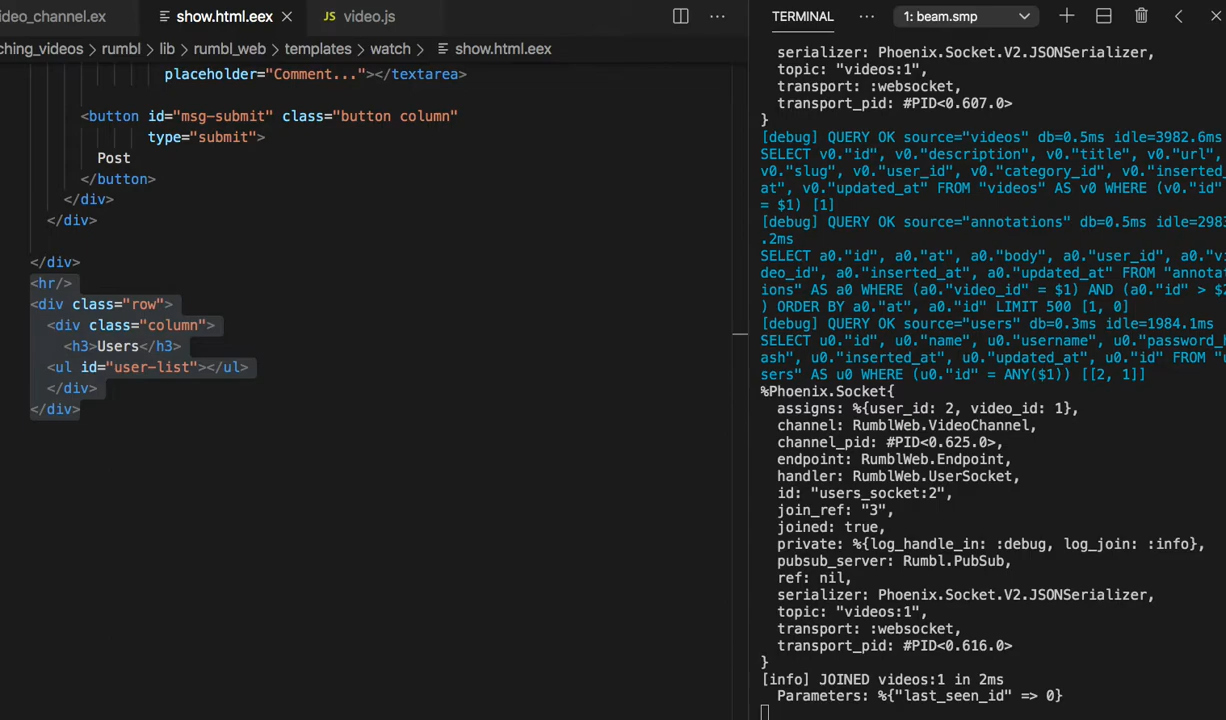 ideo_channel.ex show.html.eex JS video.js
ching_videos > rumbl > lib > rumbl_web > templates > watch > show.html.eex
placeholder="Comment..."></textarea>
<button id="msg-submit" class="button column"
type="submit">
Post
</button>
</div>
</div>
</div>
<hr/>
<div class="row">
<div class="column">
<h3>Users</h3>
<ul id="user-list"></ul>
</div>
</div>
TERMINAL ... 1: beam.smp
serializer: Phoenix.Socket.V2.JSONSerializer,
topic: "videos:1",
transport: :websocket,
transport_pid: #PID<0.607.0>
}
[debug] QUERY OK source="videos" db=0.5ms idle=3982.6ms
SELECT v0."id", v0."description", v0."title", v0."url",
v0."slug", v0."user_id", v0."category_id", v0."inserted_
at", v0."updated_at" FROM "videos" AS v0 WHERE (v0."id"
= $1) [1]
[debug] QUERY OK source="annotations" db=0.5ms idle=2983
.2ms
SELECT a0."id", a0."at", a0."body", a0."user_id", a0."vi
deo_id", a0."inserted_at", a0."updated_at" FROM "annotat
ions" AS a0 WHERE (a0."video_id" = $1) AND (a0."id" > $2
) ORDER BY a0."at", a0."id" LIMIT 500 [1, 0]
[debug] QUERY OK source="users" db=0.3ms idle=1984.1ms
SELECT u0."id", u0."name", u0."username", u0."password_h
ash", u0."inserted_at", u0."updated_at", u0."id" FROM "u
sers" AS u0 WHERE (u0."id" = ANY($1)) [[2, 1]]
%Phoenix.Socket{
assigns: %{user_id: 2, video_id: 1},
channel: RumblWeb.VideoChannel,
channel_pid: #PID<0.625.0>,
endpoint: RumblWeb.Endpoint,
handler: RumblWeb.UserSocket,
id: "users_socket:2",
join_ref: "3",
joined: true,
private: %{log_handle_in: :debug, log_join: :info},
pubsub_server: Rumbl.PubSub,
ref: nil,
serializer: Phoenix.Socket.V2.JSONSerializer,
topic: "videos:1",
transport: :websocket,
transport_pid: #PID<0.616.0>
}
[info] JOINED videos:1 in 2ms
Parameters: %{"last_seen_id" => 0}